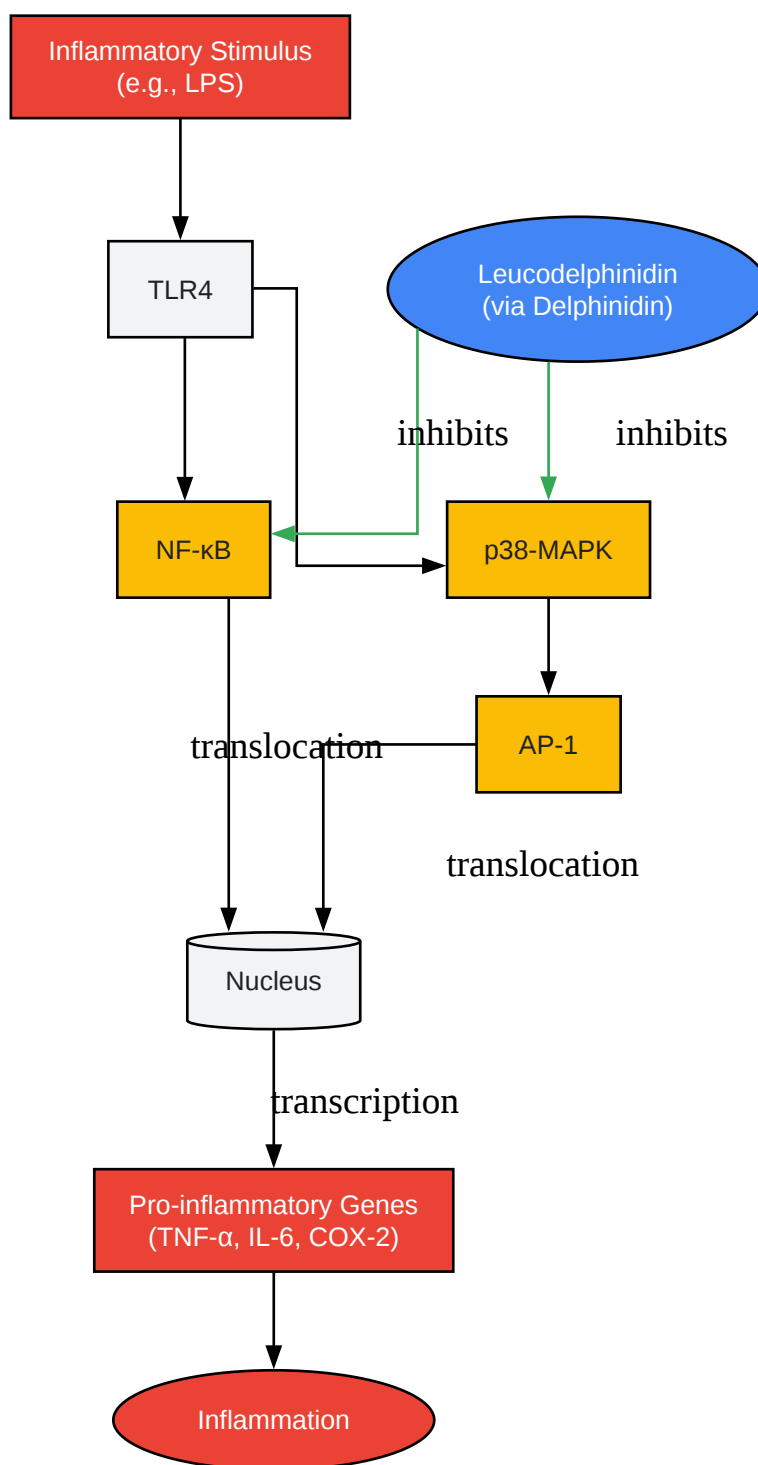 Inflammatory Stimulus
(e.g., LPS)
TLR4
Leucodelphinidin
(via Delphinidin)
inhibits
inhibits
NF-κB
p38-MAPK
translocation
AP-1
translocation
Nucleus
transcription
Pro-inflammatory Genes
(TNF-α, IL-6, COX-2)
Inflammation